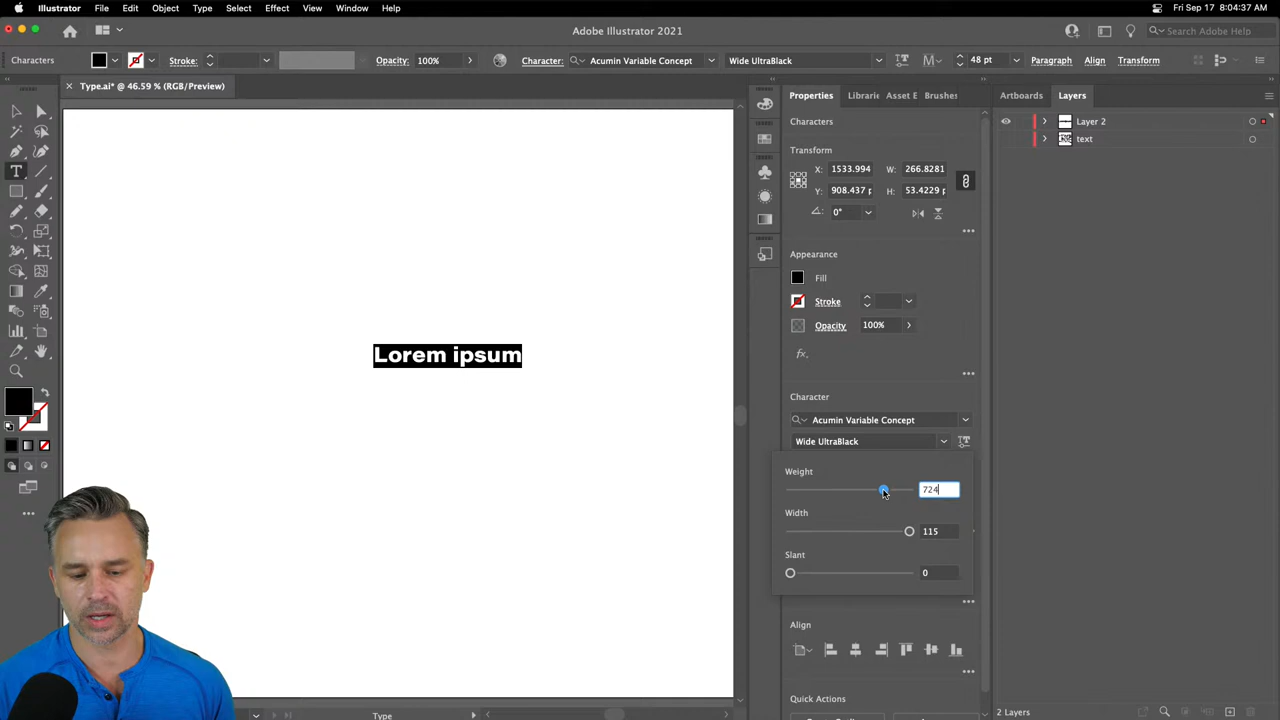 Illustrator File Edit Object Type Select Effect View Window Help Fri Sep 17 8:04:37 AM
Adobe Illustrator 2021
Search Adobe Help
Characters Stroke: Opacity: 100% Character: Acumin Variable Concept Wide UltraBlack 48 pt Paragraph Align Transform
× Type.ai* @ 46.59 % (RGB/Preview)
Properties Librarie Asset E Brushes Artboards Layers
Characters
Layer 2
text
Transform
X: 1533.994 W: 266.8281
Y: 908.437 p H: 53.4229 p
0°
Appearance
Fill
Stroke
Opacity 100%
fx.
Lorem ipsum
Character
Acumin Variable Concept
Wide UltraBlack
Weight
724
Width
115
Slant
0
Align
Quick Actions
Type
2 Layers